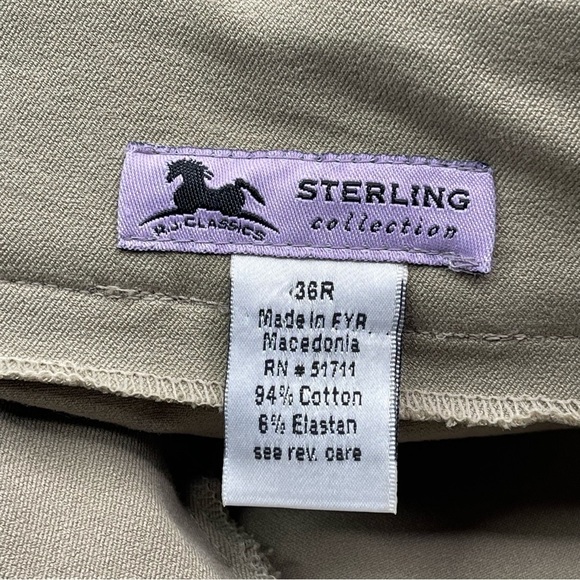 STERLING
collection
R.J. CLASSICS
36R
Made in FYR.
Macedonia
RN # 51711
94% Cotton
6% Elastan
see rev. care